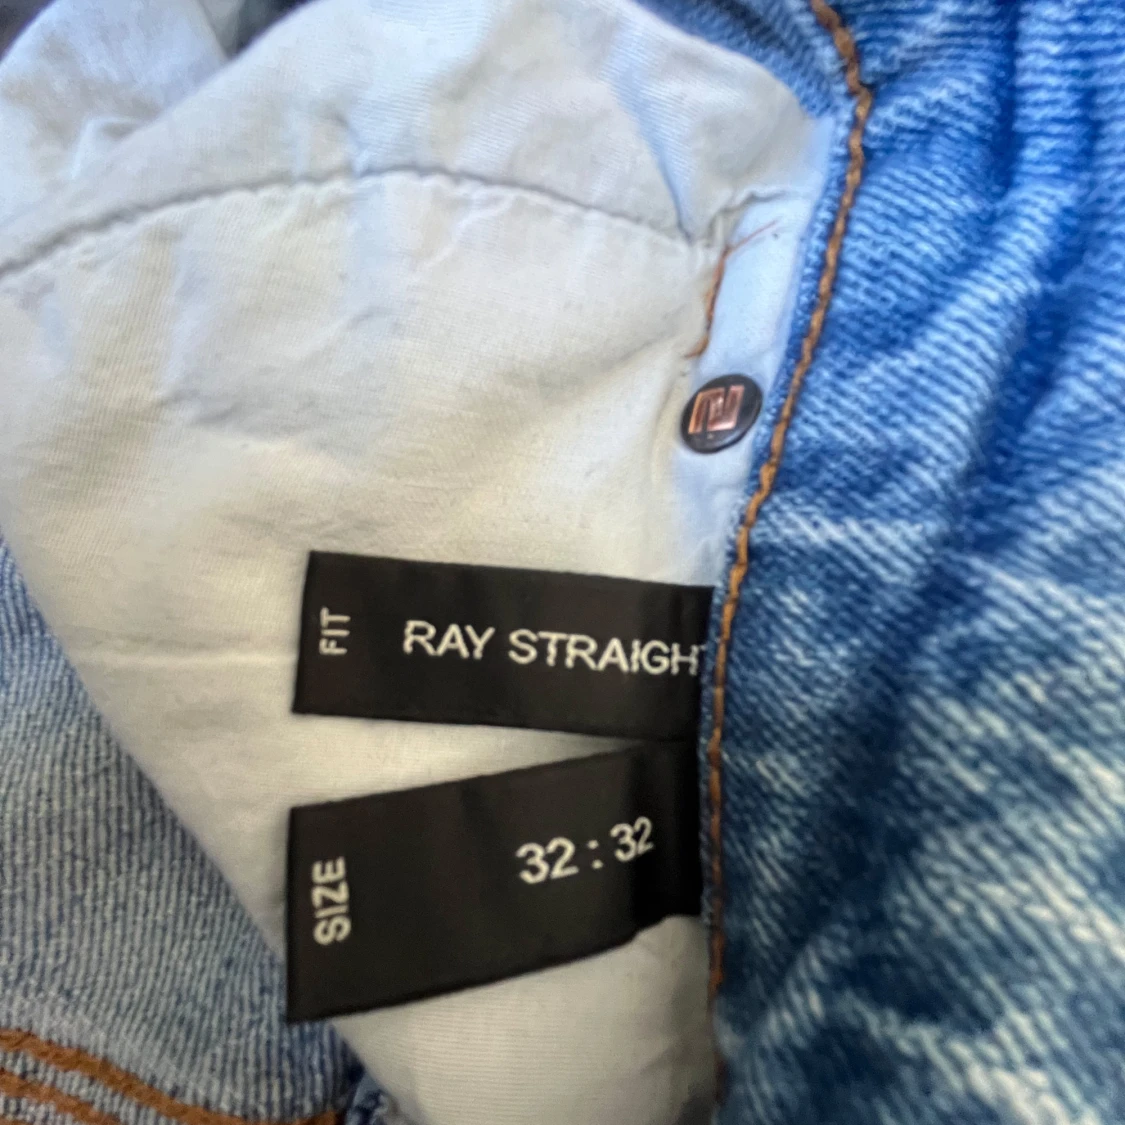 FIT
RAY STRAIGHT
SIZE
32 : 32